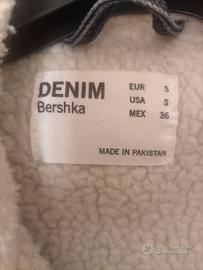 DENIM
Bershka
EUR S
USA S
MEX 36
MADE IN PAKISTAN